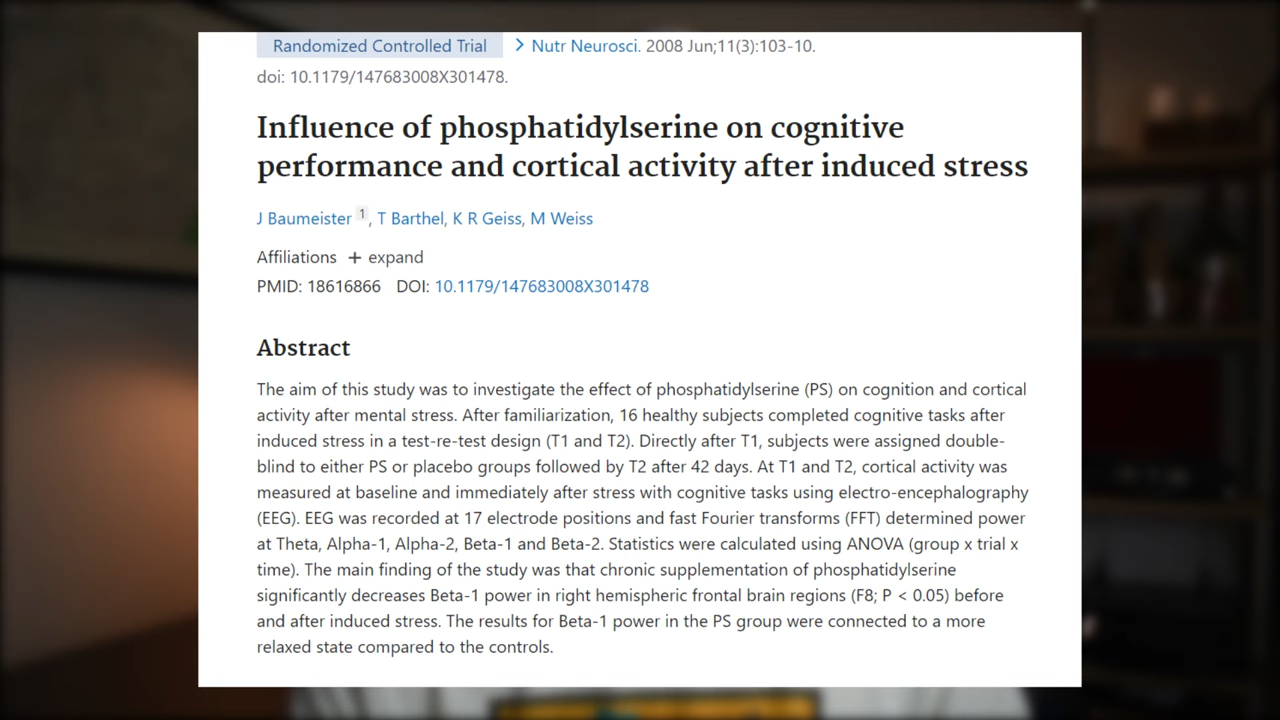 Randomized Controlled Trial > Nutr Neurosci. 2008 Jun;11(3):103-10.
doi: 10.1179/147683008X301478.
Influence of phosphatidylserine on cognitive
performance and cortical activity after induced stress
J Baumeister 1, T Barthel, K R Geiss, M Weiss
Affiliations + expand
PMID: 18616866 DOI: 10.1179/147683008X301478
Abstract
The aim of this study was to investigate the effect of phosphatidylserine (PS) on cognition and cortical
activity after mental stress. After familiarization, 16 healthy subjects completed cognitive tasks after
induced stress in a test-re-test design (T1 and T2). Directly after T1, subjects were assigned double-
blind to either PS or placebo groups followed by T2 after 42 days. At T1 and T2, cortical activity was
measured at baseline and immediately after stress with cognitive tasks using electro-encephalography
(EEG). EEG was recorded at 17 electrode positions and fast Fourier transforms (FFT) determined power
at Theta, Alpha-1, Alpha-2, Beta-1 and Beta-2. Statistics were calculated using ANOVA (group x trial x
time). The main finding of the study was that chronic supplementation of phosphatidylserine
significantly decreases Beta-1 power in right hemispheric frontal brain regions (F8; P < 0.05) before
and after induced stress. The results for Beta-1 power in the PS group were connected to a more
relaxed state compared to the controls.